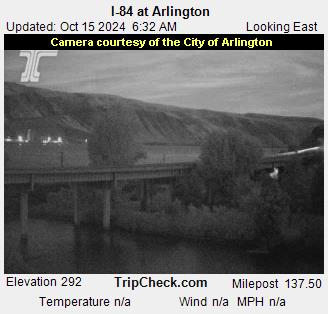 I-84 at Arlington
Updated: Oct 15 2024 6:32 AM Looking East
Camera courtesy of the City of Arlington
Elevation 292 TripCheck.com Milepost 137.50
Temperature n/a Wind n/a MPH n/a